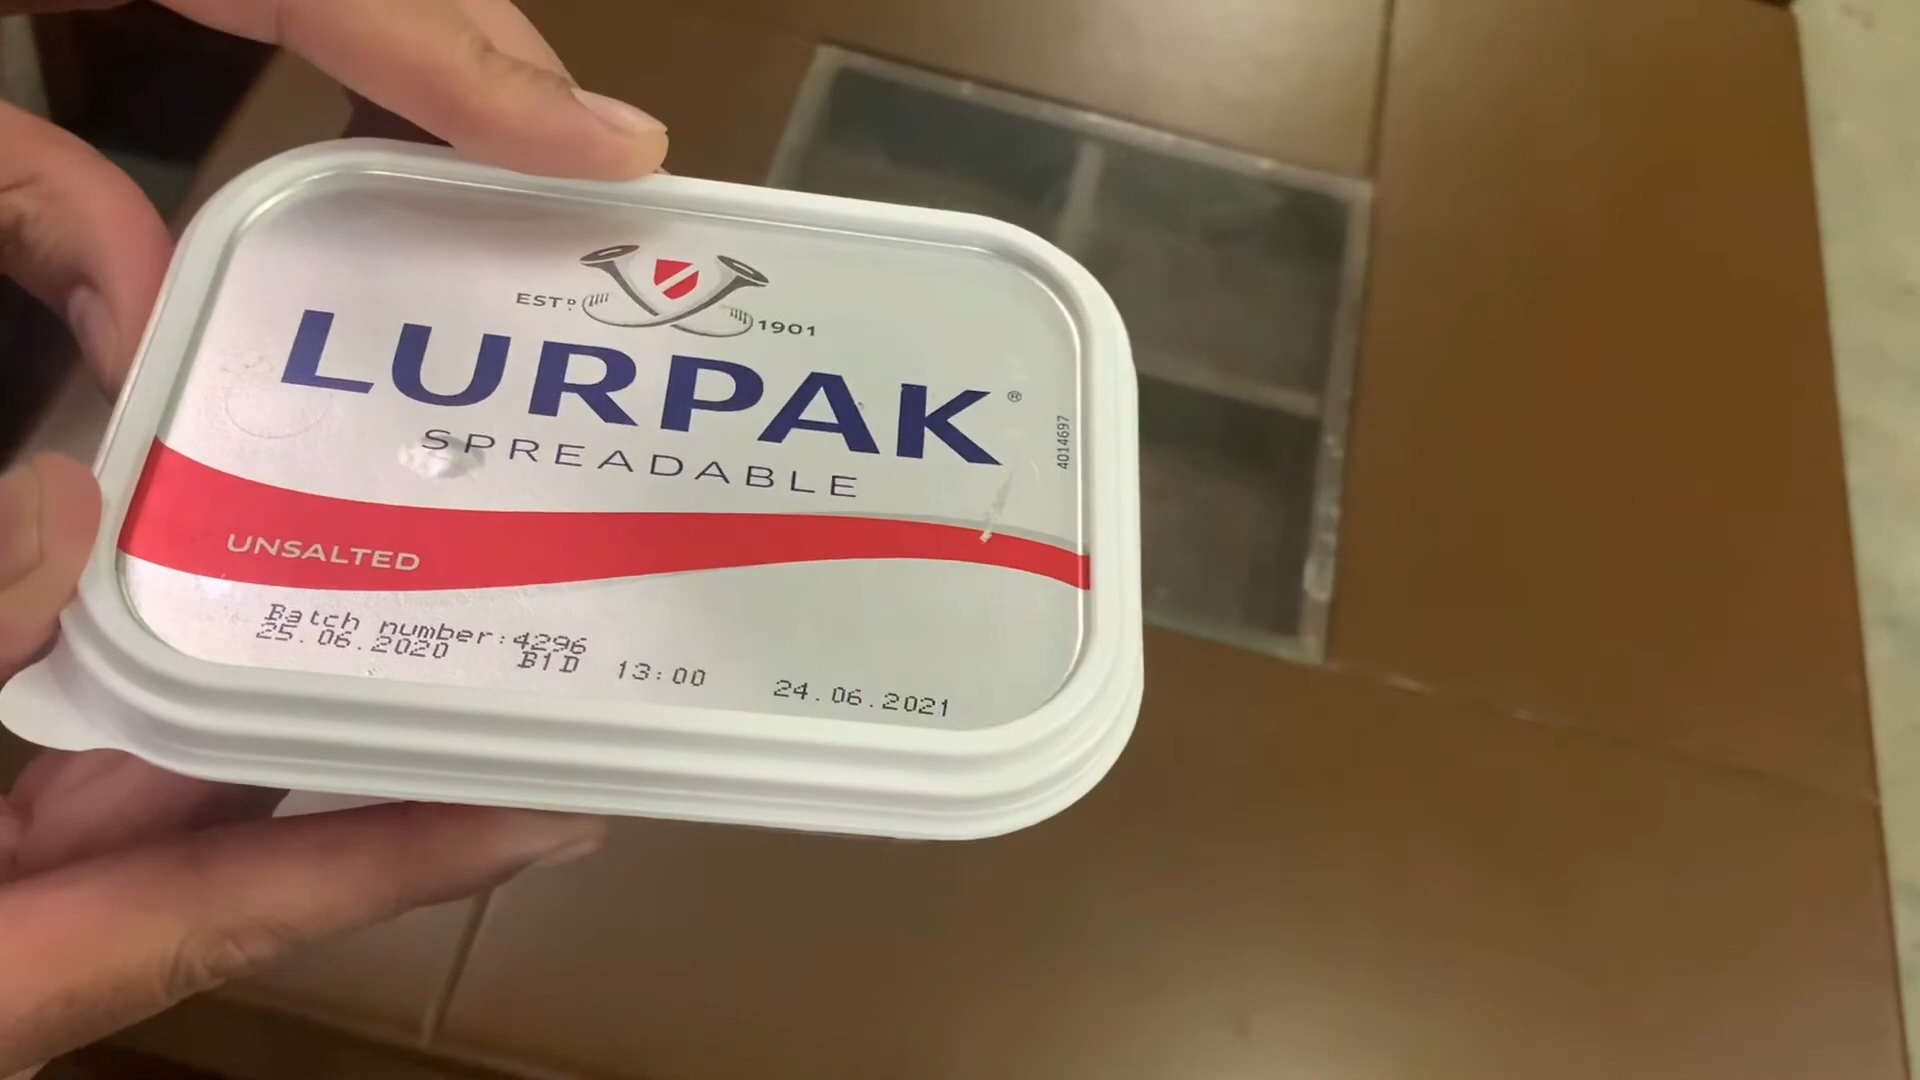 ESTD. 1901
LURPAK®
SPREADABLE
4014697
UNSALTED
Batch number:4296
25.06.2020 B1D 13:00 24.06.2021